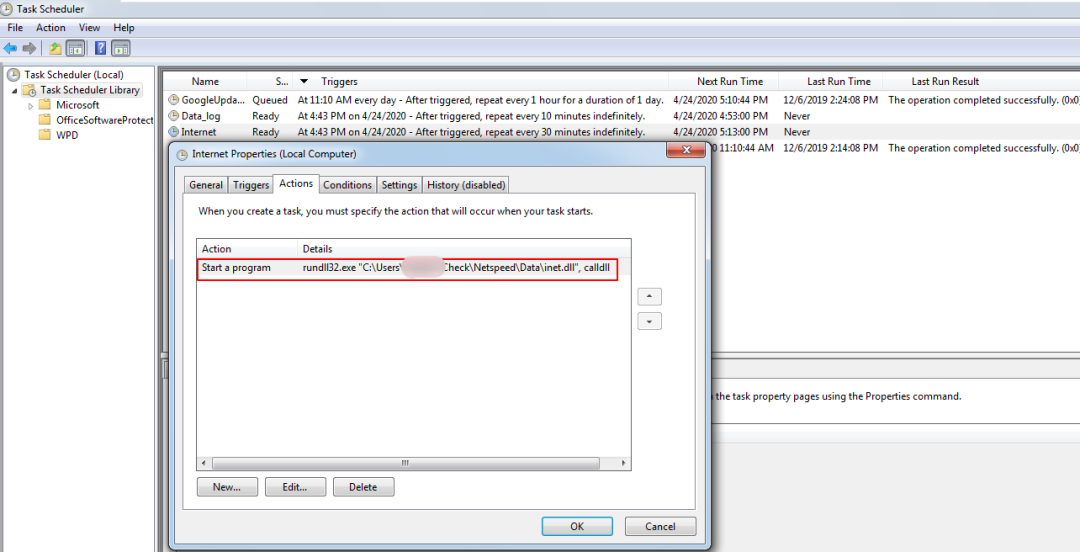 Task Scheduler
File Action View Help
Task Scheduler (Local)
Task Scheduler Library
Microsoft
OfficeSoftwareProtect
WPD
Name S... Triggers Next Run Time Last Run Time Last Run Result
GoogleUpda... Queued At 11:10 AM every day - After triggered, repeat every 1 hour for a duration of 1 day. 4/24/2020 5:10:44 PM 12/6/2019 2:24:08 PM The operation completed successfully. (0x0)
Data_log Ready At 4:43 PM on 4/24/2020 - After triggered, repeat every 10 minutes indefinitely. 4/24/2020 4:53:00 PM Never
Internet Ready At 4:43 PM on 4/24/2020 - After triggered, repeat every 30 minutes indefinitely. 4/24/2020 5:13:00 PM Never
0 11:10:44 AM 12/6/2019 2:14:08 PM The operation completed successfully. (0x0)
Internet Properties (Local Computer)
General Triggers Actions Conditions Settings History (disabled)
When you create a task, you must specify the action that will occur when your task starts.
Action Details
Start a program rundll32.exe "C:\Users\ Check\Netspeed\Data\inet.dll", calldll
the task property pages using the Properties command.
New... Edit... Delete
OK Cancel